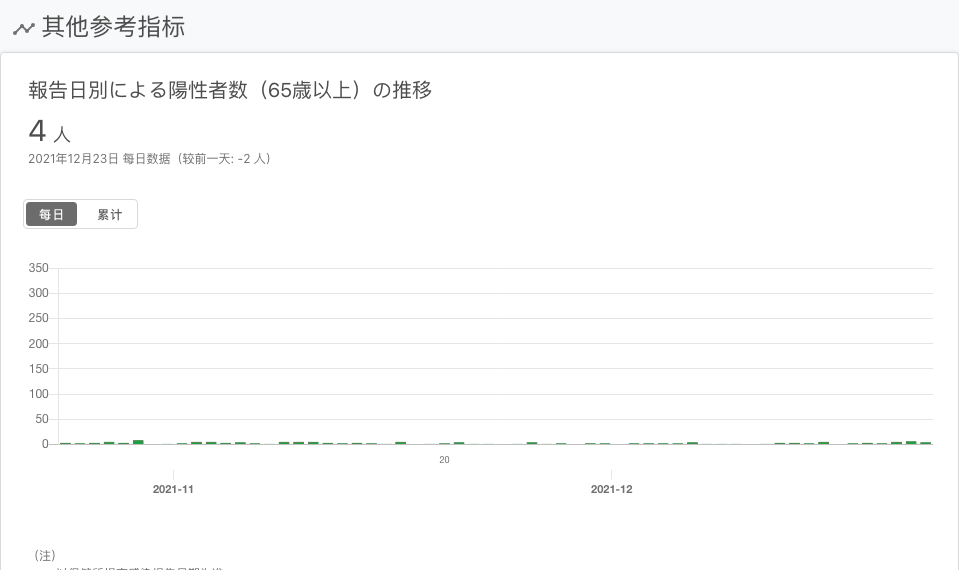 其他参考指标
報告日別による陽性者数（65歳以上）の推移
4 人
2021年12月23日 每日数据（较前一天: -2 人）
每日 累计
350
300
250
200
150
100
50
0
20
2021-11 2021-12
（注）